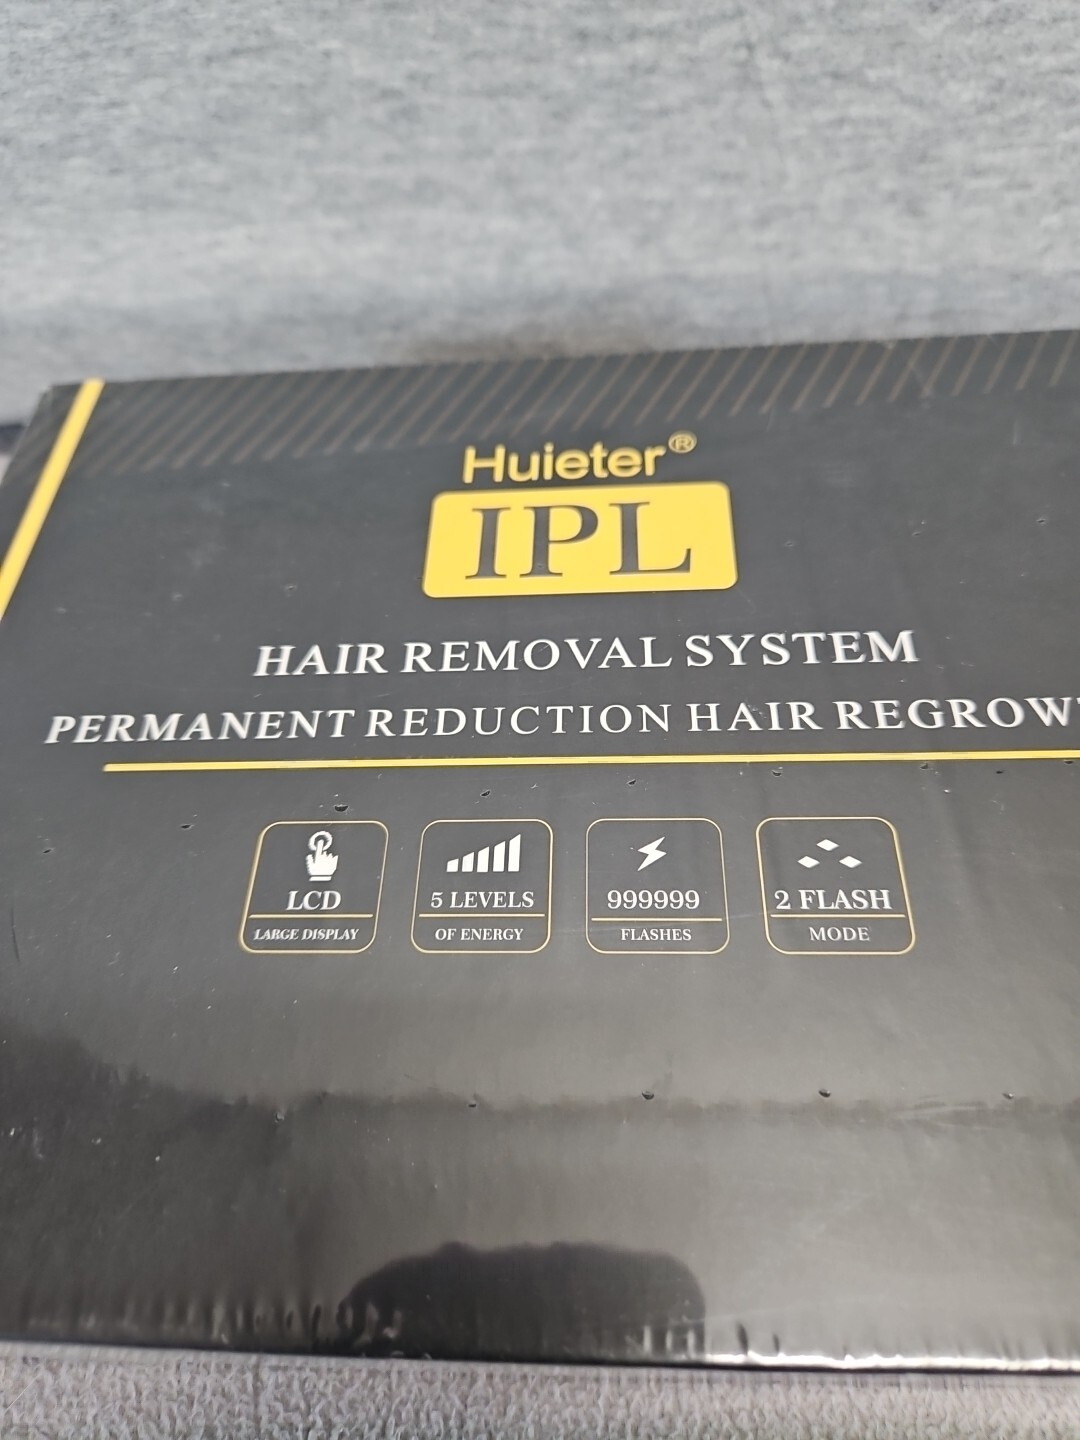 Huieter®
IPL
HAIR REMOVAL SYSTEM
PERMANENT REDUCTION HAIR
LCD
LARGE DISPLAY
5 LEVELS
OF ENERGY
999999
FLASHES
2 FLASH
MODE